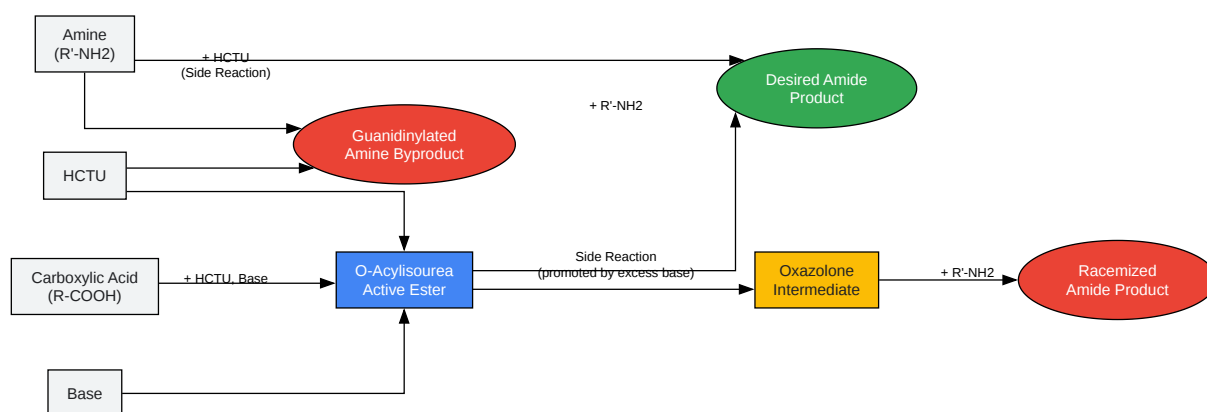 Amine
(R'-NH2)
+ HCTU
(Side Reaction)
Desired Amide
Product
+ R'-NH2
Guanidinylated
Amine Byproduct
HCTU
Carboxylic Acid
(R-COOH)
+ HCTU, Base
O-Acylisourea
Active Ester
Side Reaction
(promoted by excess base)
Oxazolone
Intermediate
+ R'-NH2
Racemized
Amide Product
Base